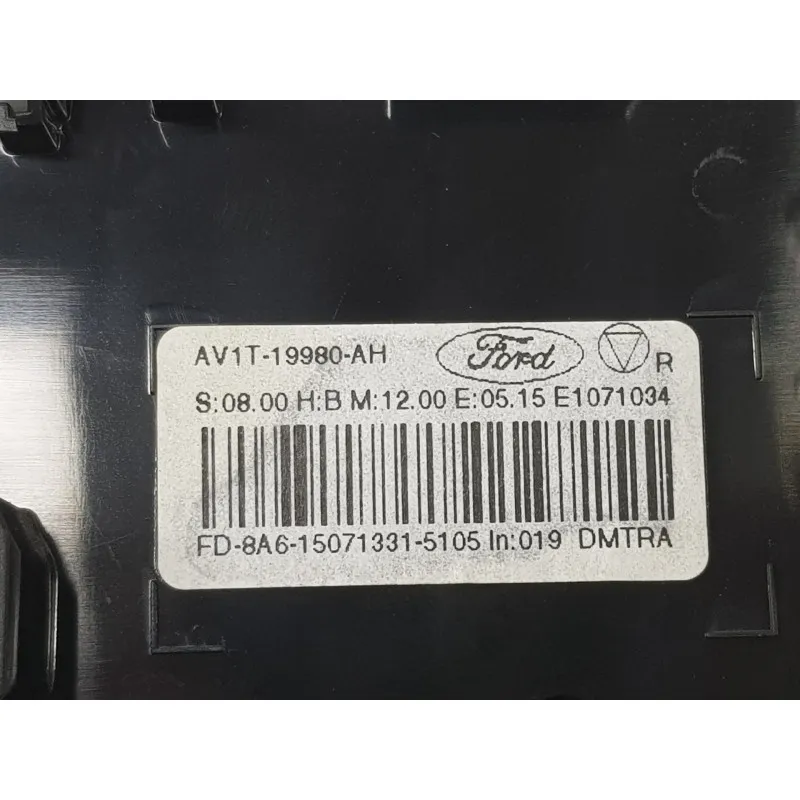 AV1T-19980-AH Ford R
S:08.00 H:B M:12.00 E:05.15 E1071034
FD-8A6-15071331-5105 In:019 DMTRA